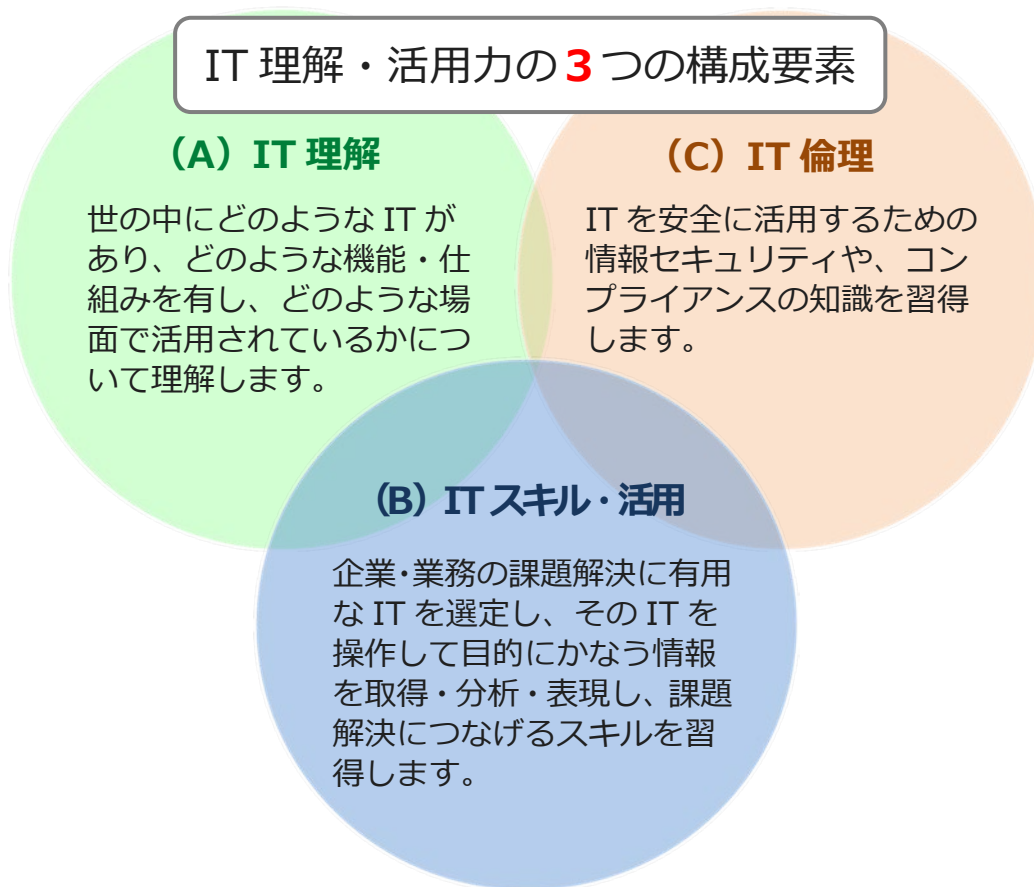 IT 理解・活用力の3つの構成要素
（A）IT 理解
世の中にどのような IT が
あり、どのような機能・仕
組みを有し、どのような場
面で活用されているかにつ
いて理解します。
（C）IT 倫理
IT を安全に活用するための
情報セキュリティや、コン
プライアンスの知識を習得
します。
（B）IT スキル・活用
企業・業務の課題解決に有用
な IT を選定し、その IT を
操作して目的にかなう情報
を取得・分析・表現し、課題
解決につなげるスキルを習
得します。